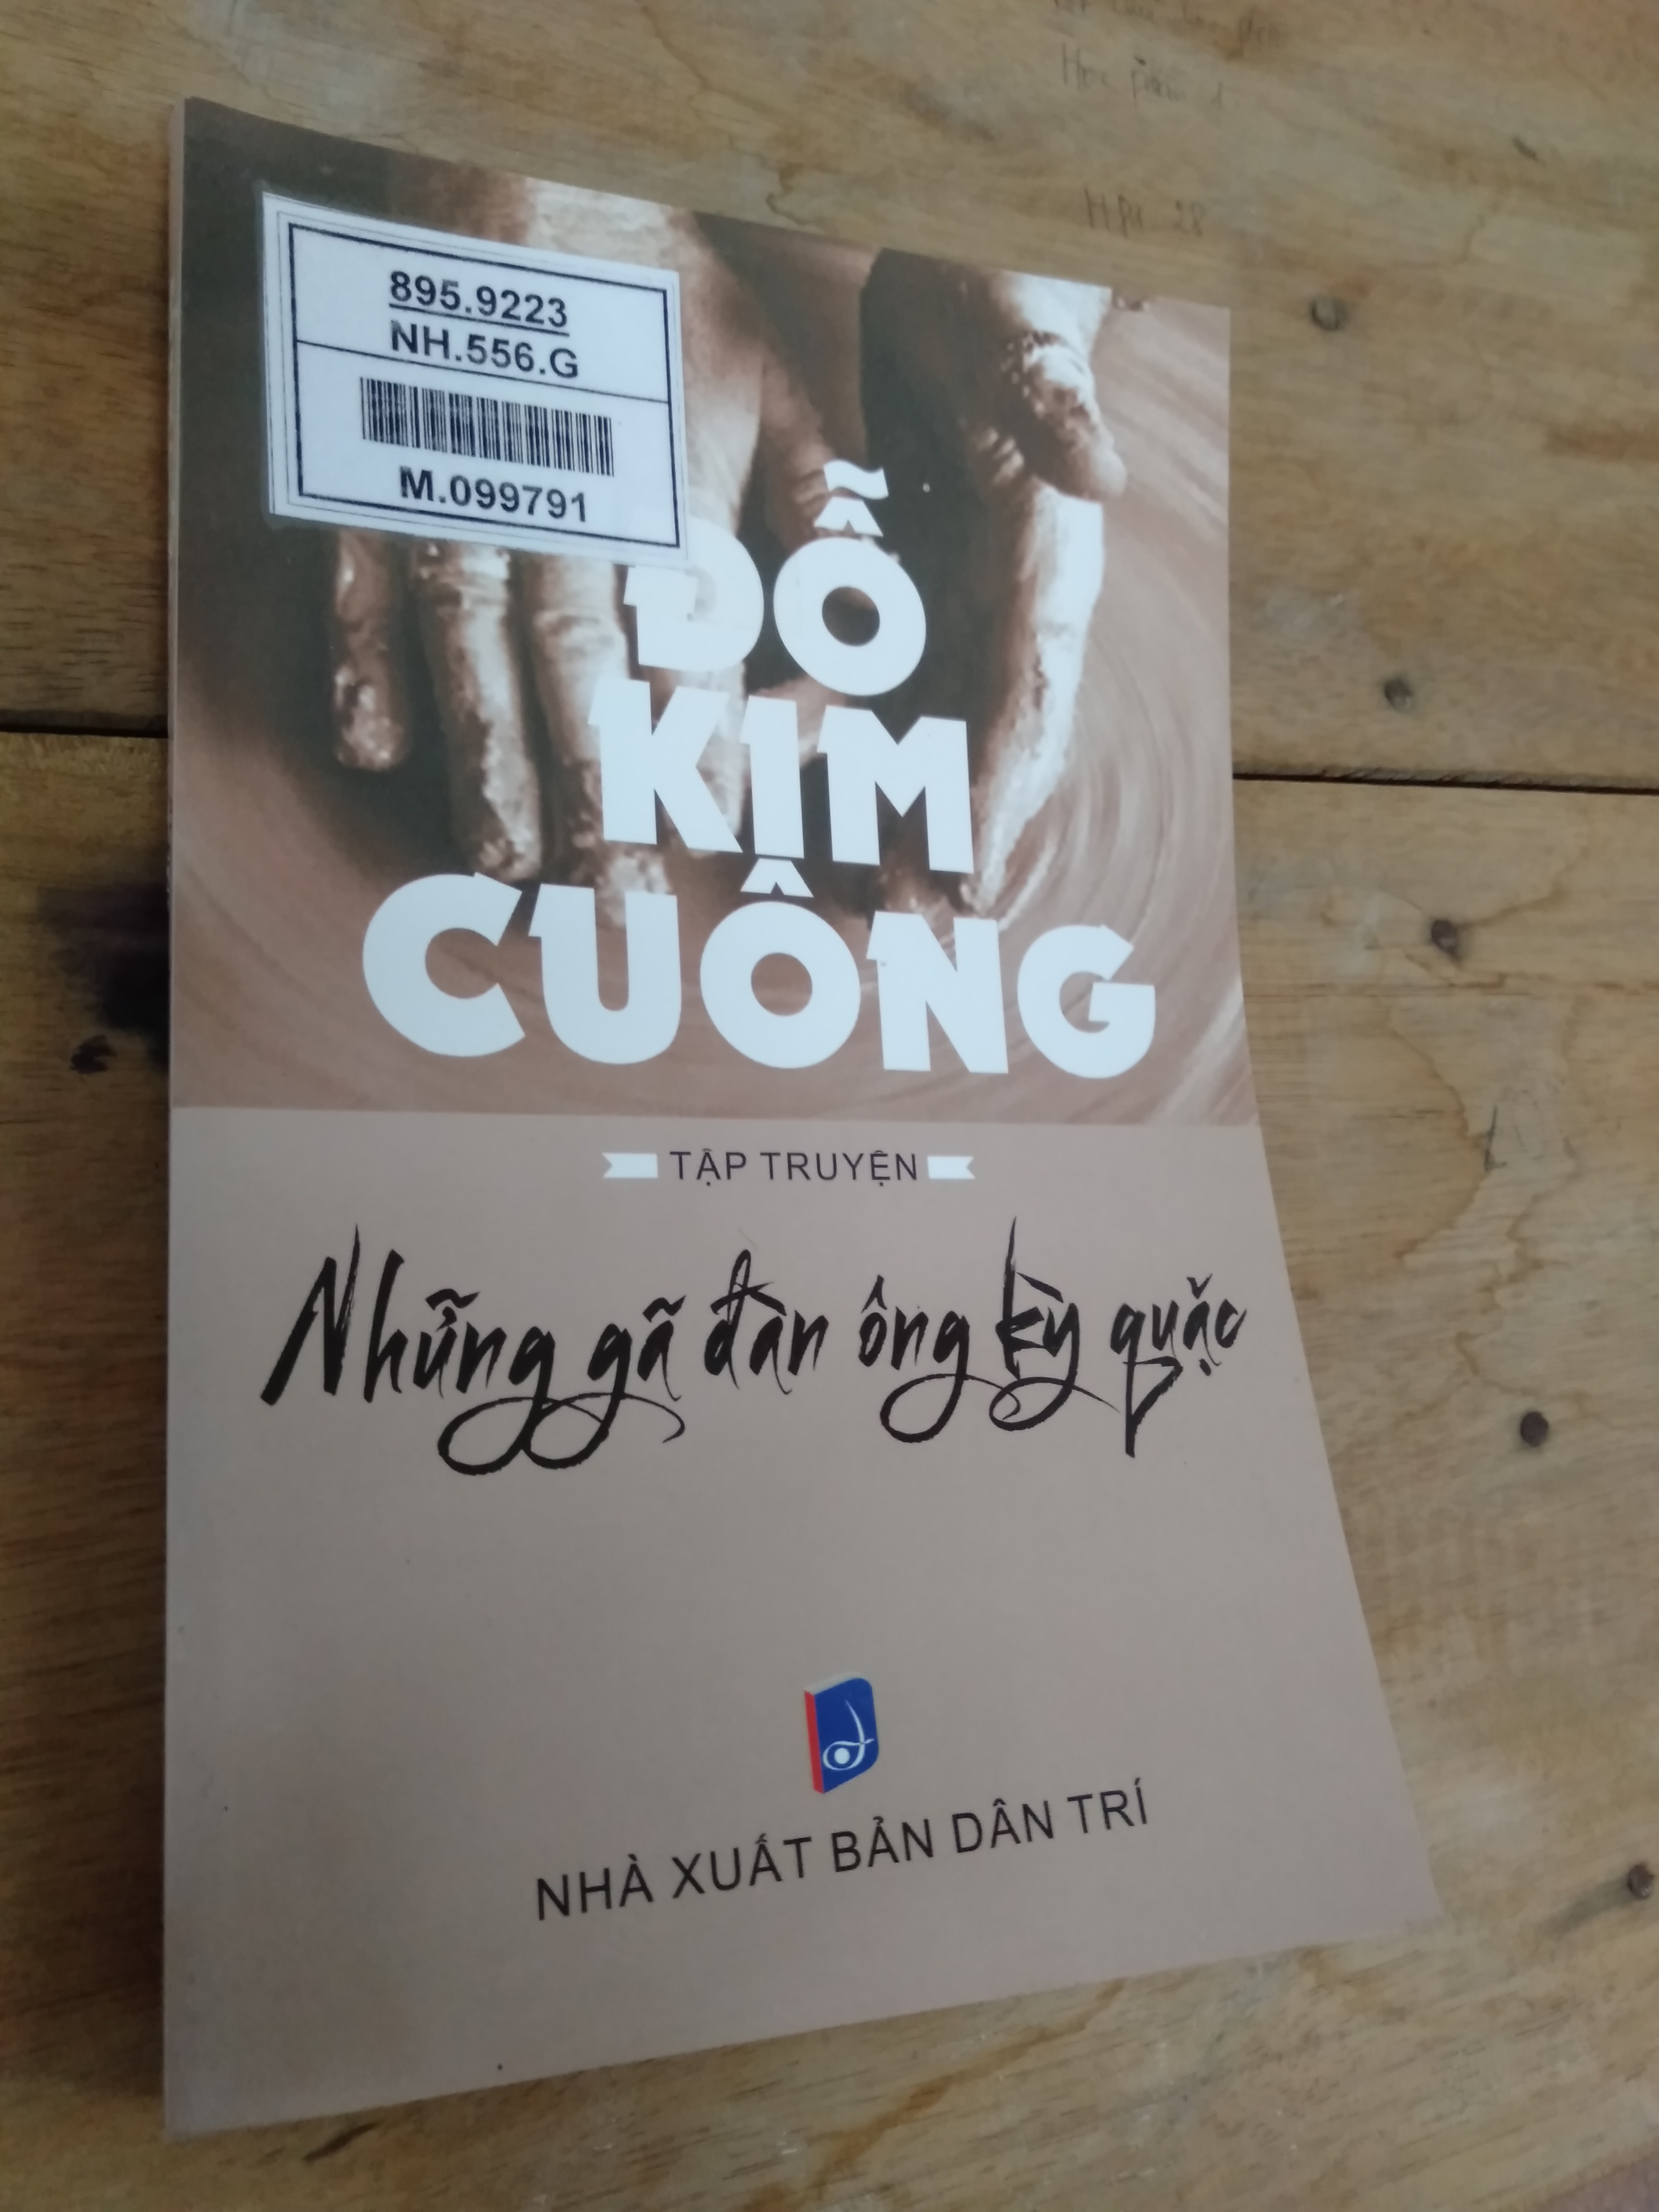 895.9223
NH.556.G
M.099791
ĐỖ
KIM
CUÔNG
TẬP TRUYỆN
Những gã đàn ông kỳ quặc
NHÀ XUẤT BẢN DÂN TRÍ